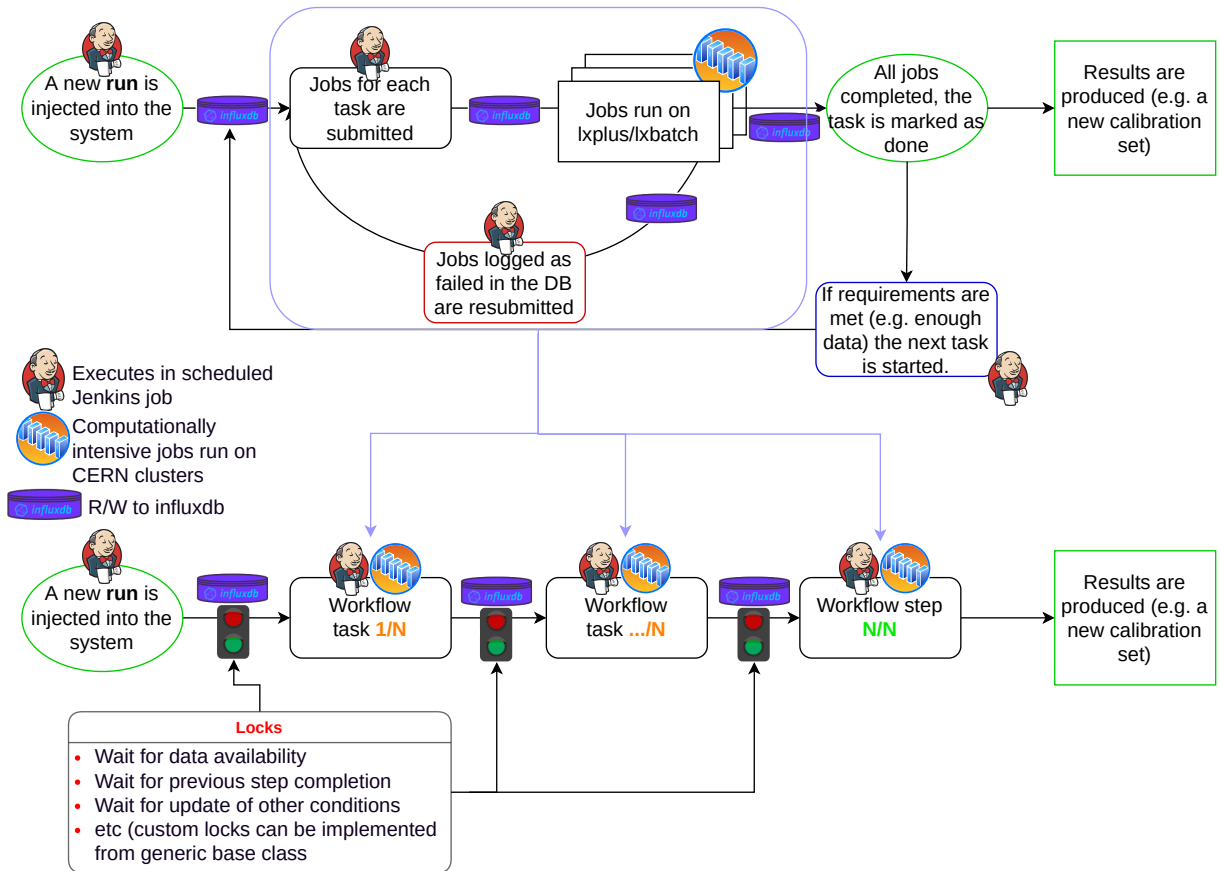 A new run is
injected into the
system
influxdb
Jobs for each
task are
submitted
influxdb
Jobs run on
lxplus/lxbatch
influxdb
All jobs
completed, the
task is marked as
done
Results are
produced (e.g. a
new calibration
set)
influxdb
Jobs logged as
failed in the DB
are resubmitted
If requirements are
met (e.g. enough
data) the next task
is started.
Executes in scheduled
Jenkins job
Computationally
intensive jobs run on
CERN clusters
influxdb
R/W to influxdb
A new run is
injected into the
system
influxdb
Workflow
task 1/N
influxdb
Workflow
task .../N
influxdb
Workflow step
N/N
Results are
produced (e.g. a
new calibration
set)
Locks
• Wait for data availability
• Wait for previous step completion
• Wait for update of other conditions
• etc (custom locks can be implemented
from generic base class